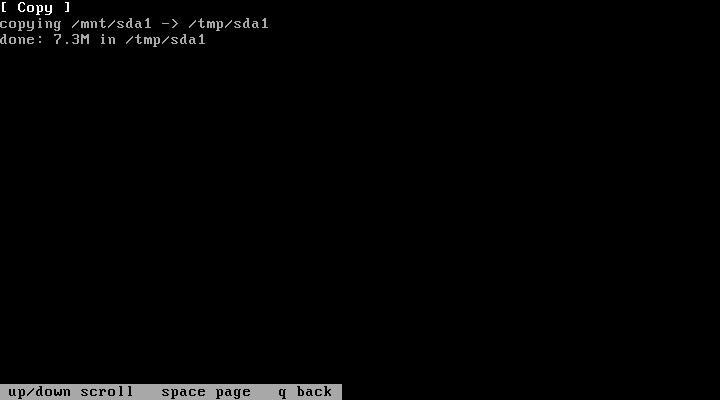 [ Copy ]
copying /mnt/sda1 -> /tmp/sda1
done: 7.3M in /tmp/sda1
up/down scroll   space page   q back